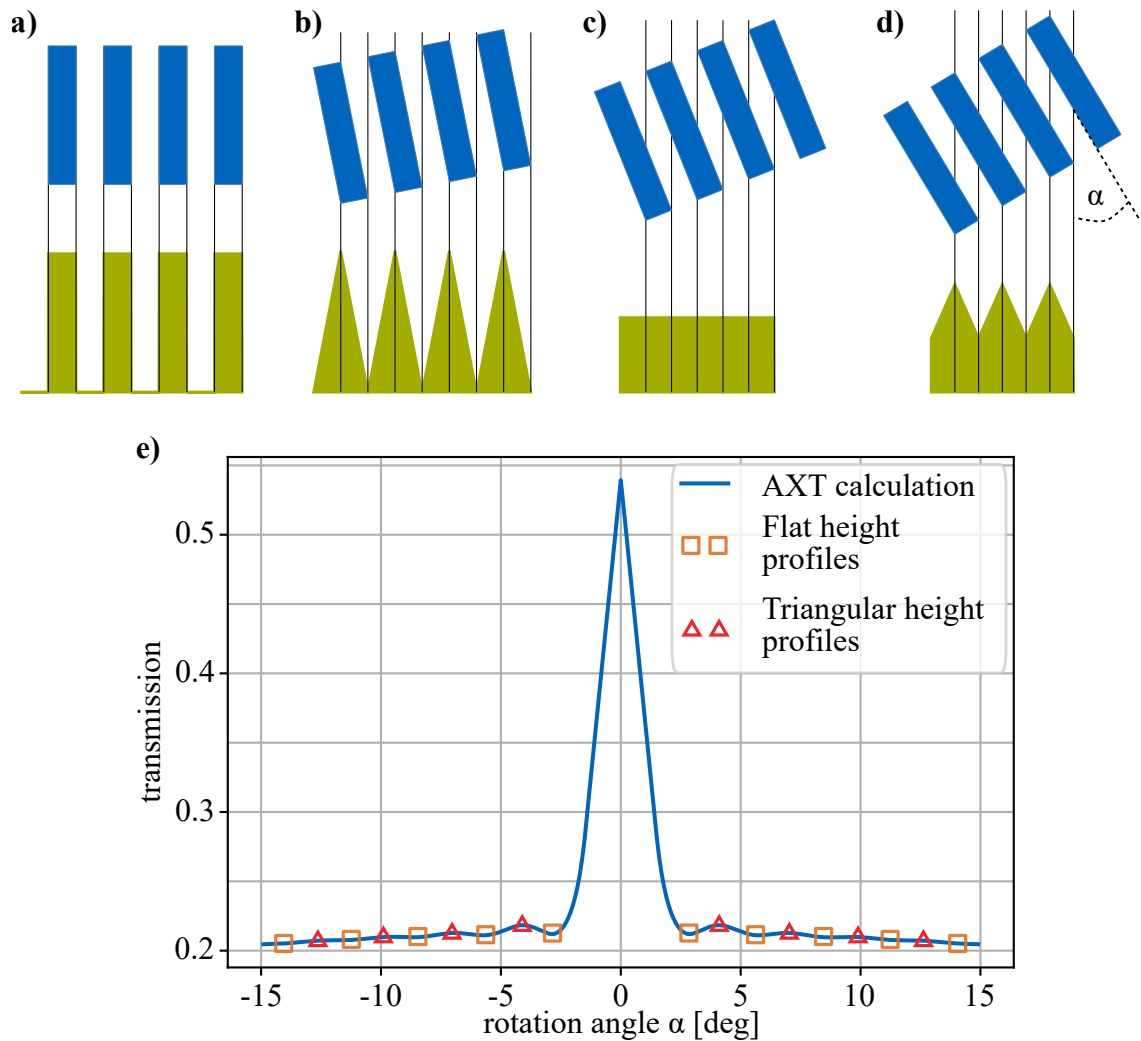 a)
b)
c)
d)
α
e)
AXT calculation
Flat height
profiles
Triangular height
profiles
transmission
0.5
0.4
0.3
0.2
-15
-10
-5
0
5
10
15
rotation angle α [deg]